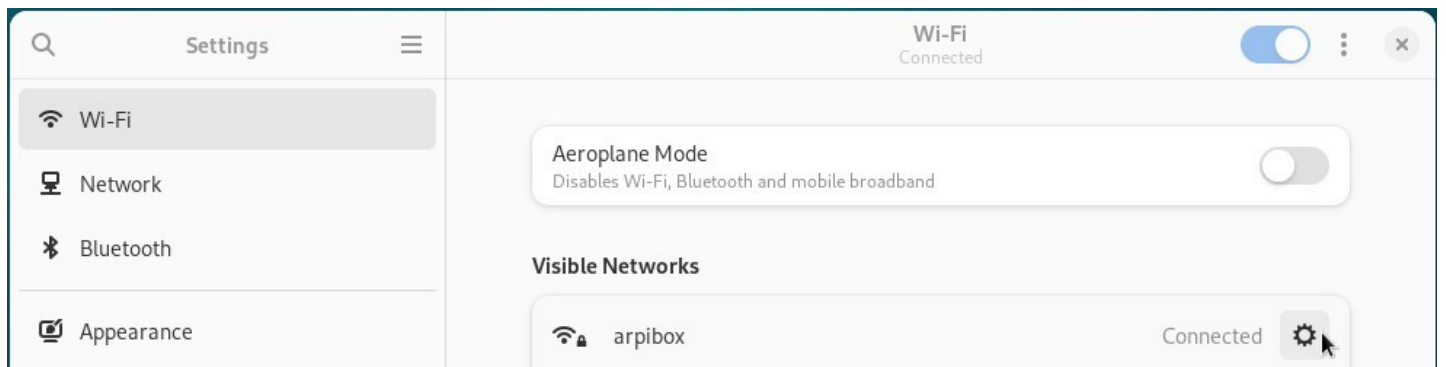 Settings
Wi-Fi
Connected
Wi-Fi
Network
Bluetooth
Appearance
Aeroplane Mode
Disables Wi-Fi, Bluetooth and mobile broadband
Visible Networks
arpibox
Connected